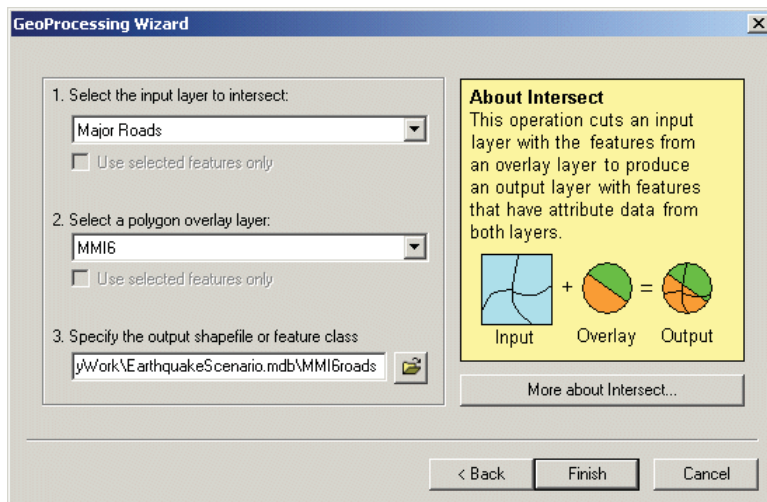 GeoProcessing Wizard
1. Select the input layer to intersect:
Major Roads
Use selected features only
2. Select a polygon overlay layer:
MMI6
Use selected features only
3. Specify the output shapefile or feature class
yWork\EarthquakeScenario.mdb\MMI6roads
About Intersect
This operation cuts an input
layer with the features from
an overlay layer to produce
an output layer with features
that have attribute data from
both layers.
+ =
Input Overlay Output
More about Intersect...
< Back Finish Cancel